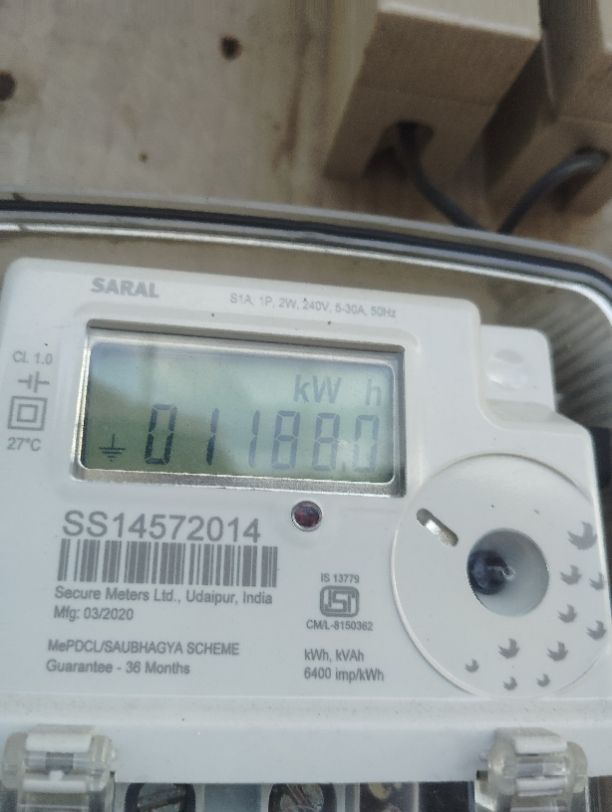 SARAL
S1A, 1P, 2W, 240V, 5-30A, 50Hz
CL 1.0
27°C
kW h
011880
SS14572014
Secure Meters Ltd., Udaipur, India
Mfg: 03/2020
MePDCL/SAUBHAGYA SCHEME
Guarantee - 36 Months
IS 13779
ISI
CM/L-8150362
kWh, kVAh
6400 imp/kWh